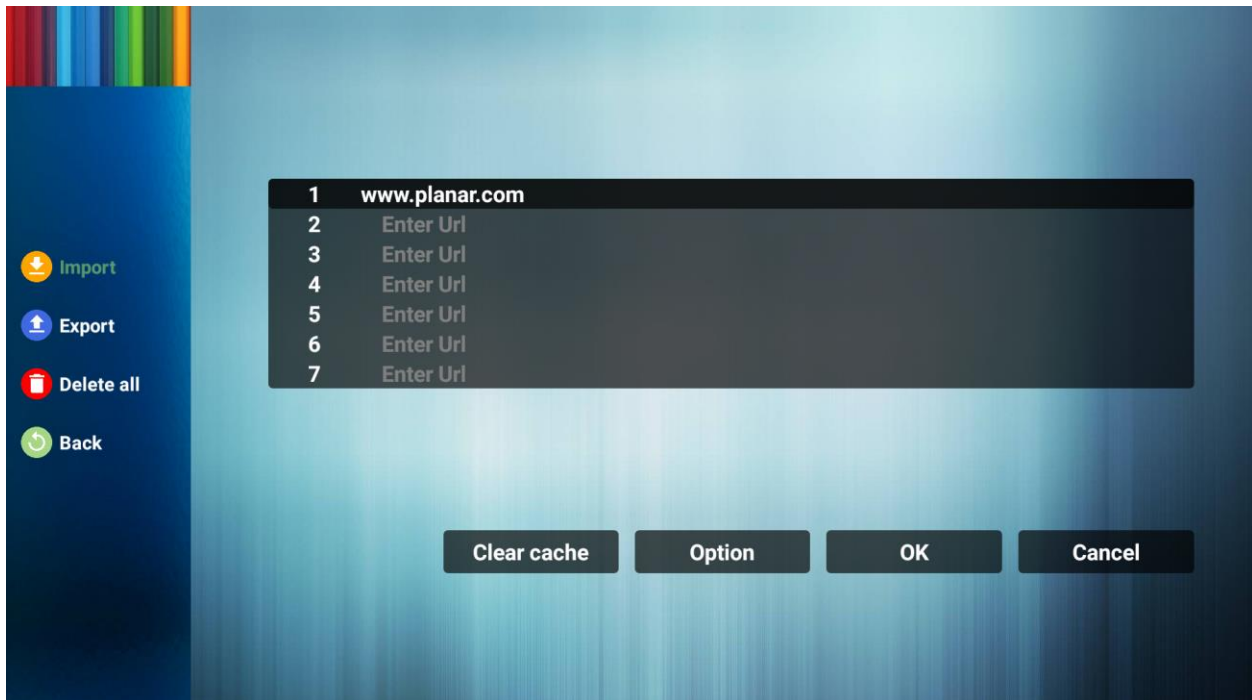 1 www.planar.com
2 Enter Url
3 Enter Url
4 Enter Url
5 Enter Url
6 Enter Url
7 Enter Url
Import
Export
Delete all
Back
Clear cache Option OK Cancel